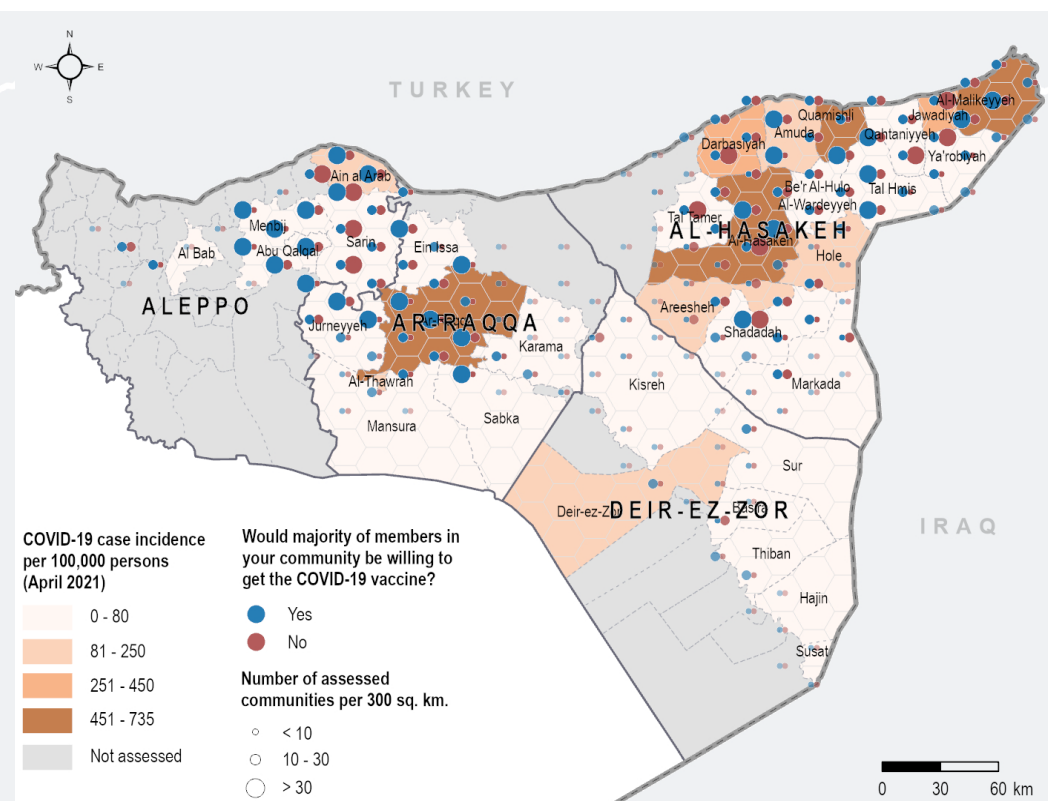 N
W
E
S
TURKEY
Al-Malikeyyeh
Quamishli
Jawadiyah
Amuda
Qahtaniyyeh
Darbasiyah
Ya'robiyah
Ain al Arab
Be'r Al-Hulo
Al-Wardeyyeh
Tal Hmis
Tal Tamer
Menbij
AL-HASAKEH
Sarin
Ein Issa
Al Bab
Abu Qalqal
Hole
ALEPPO
Areesheh
Jurneyyeh
AR-RAQQA
Shadadah
Karama
Al-Thawrah
Kisreh
Markada
Mansura
Sabka
Sur
Deir-ez-Zor
DEIR-EZ-ZOR
IRAQ
Thiban
Hajin
Susat
COVID-19 case incidence
per 100,000 persons
(April 2021)
0 - 80
81 - 250
251 - 450
451 - 735
Not assessed
Would majority of members in
your community be willing to
get the COVID-19 vaccine?
Yes
No
Number of assessed
communities per 300 sq. km.
< 10
10 - 30
> 30
0 30 60 km